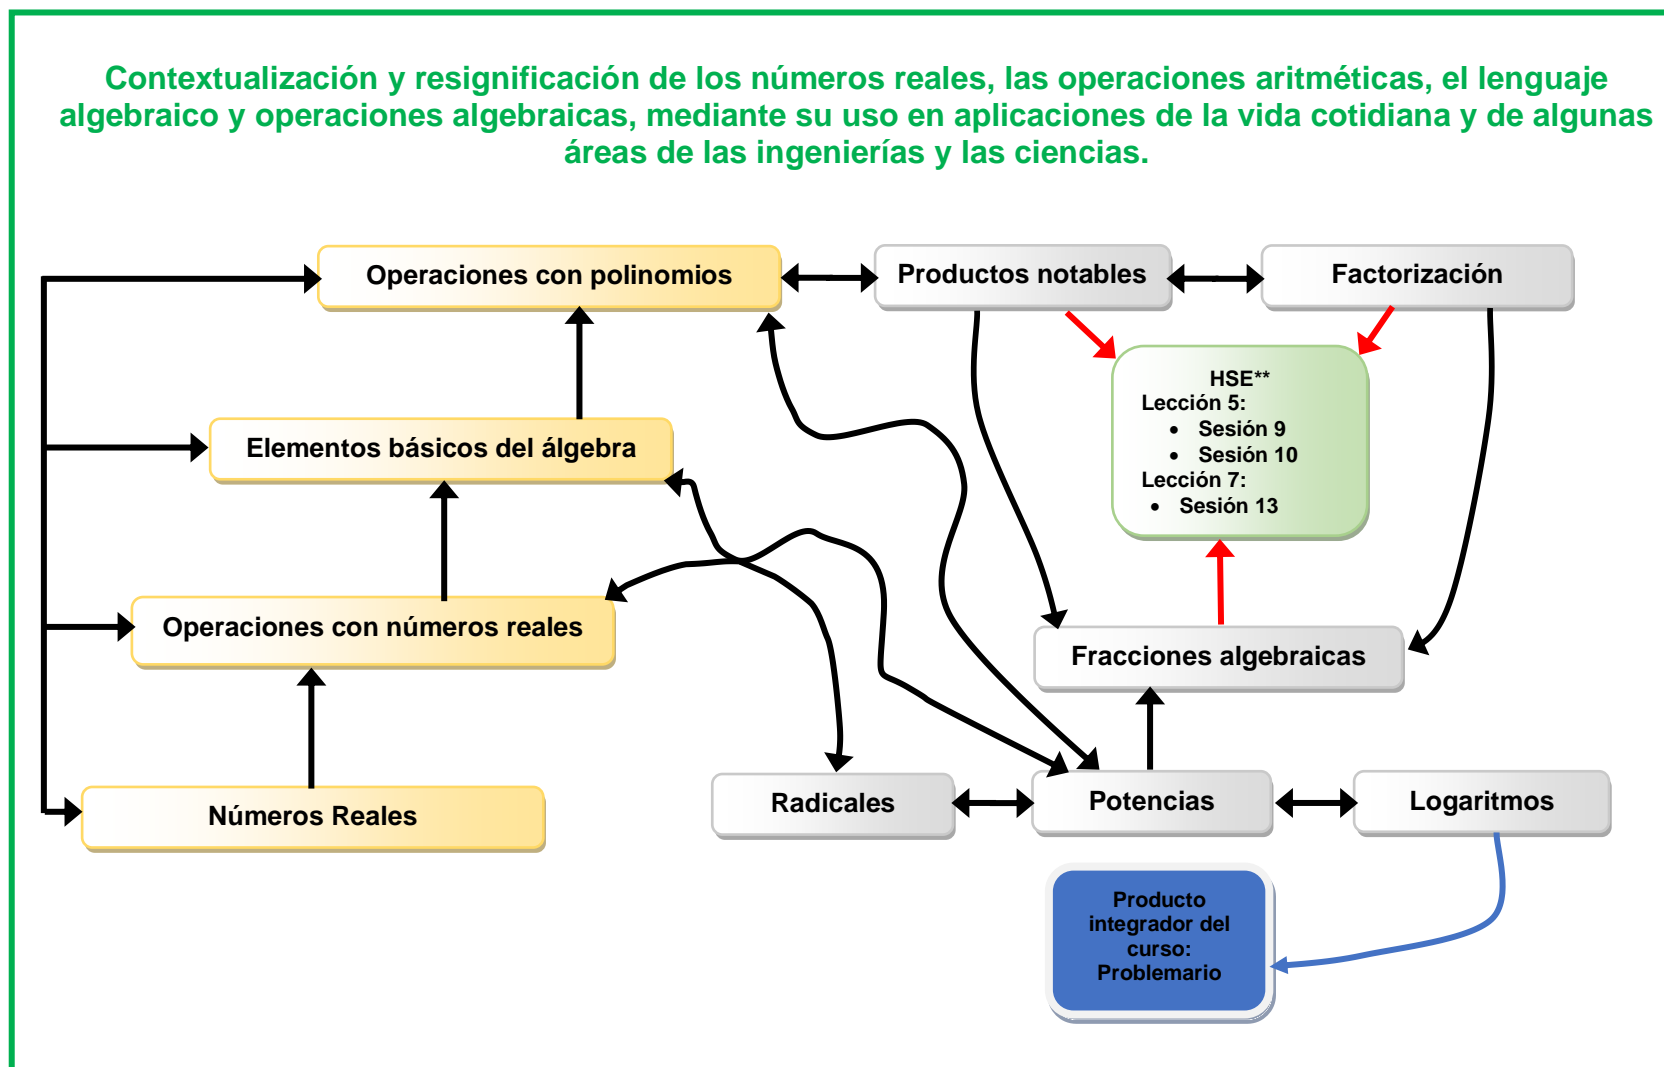 Contextualización y resignificación de los números reales, las operaciones aritméticas, el lenguaje
algebraico y operaciones algebraicas, mediante su uso en aplicaciones de la vida cotidiana y de algunas
áreas de las ingenierías y las ciencias.
Operaciones con polinomios
Productos notables
Factorización
HSE**
Lección 5:
• Sesión 9
• Sesión 10
Lección 7:
• Sesión 13
Elementos básicos del álgebra
Operaciones con números reales
Fracciones algebraicas
Números Reales
Radicales
Potencias
Logaritmos
Producto
integrador del
curso:
Problemario